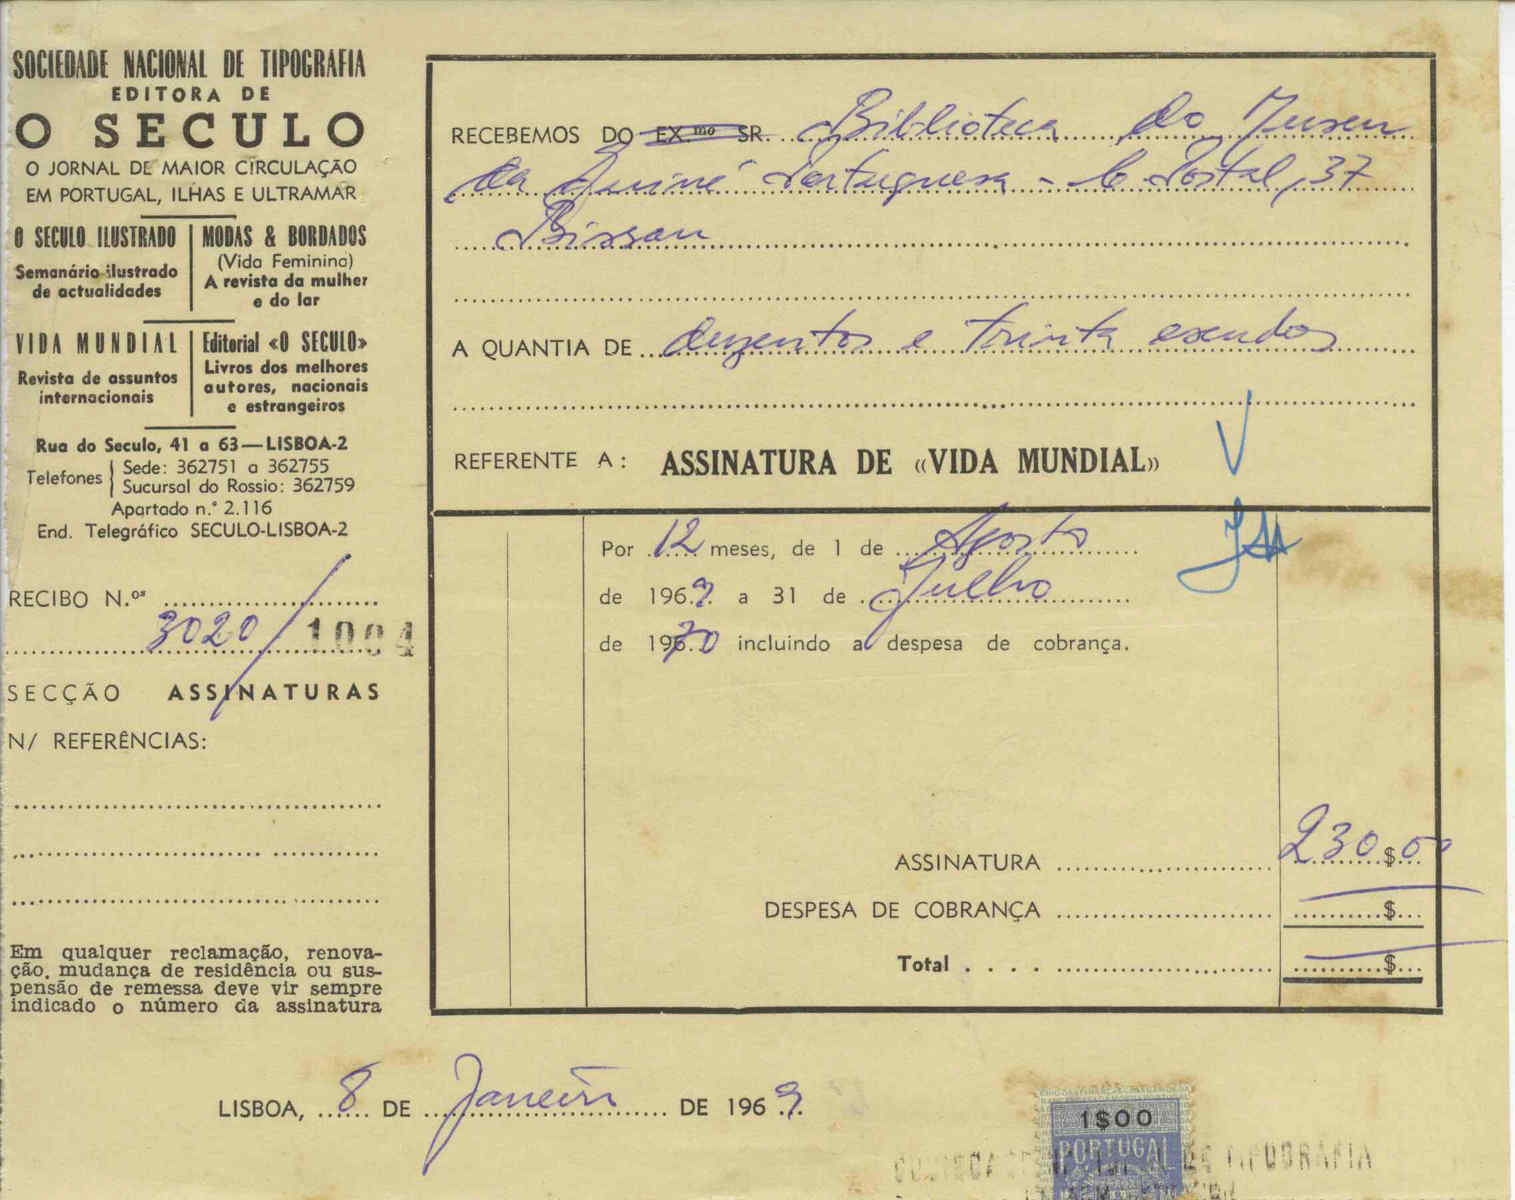 SOCIEDADE NACIONAL DE TIPOGRAFIA
EDITORA DE
O SECULO
O JORNAL DE MAIOR CIRCULAÇÃO
EM PORTUGAL, ILHAS E ULTRAMAR
O SECULO ILUSTRADO
Semanário ilustrado
de actualidades
MODAS & BORDADOS
(Vida Feminina)
A revista da mulher
e do lar
VIDA MUNDIAL
Revista de assuntos
internacionais
Editorial «O SECULO»
Livros dos melhores
autores, nacionais
e estrangeiros
Rua do Seculo, 41 a 63—LISBOA-2
Telefones
Sede: 362751 a 362755
Sucursal do Rossio: 362759
Apartado n.º 2.116
End. Telegráfico SECULO-LISBOA-2
RECIBO N.ºs
3020/1004
SECÇÃO ASSINATURAS
N/ REFERÊNCIAS:
Em qualquer reclamação, renova-
ção, mudança de residência ou sus-
pensão de remessa deve vir sempre
indicado o número da assinatura
RECEBEMOS DO EX.mo SR. Biblioteca do Museu
da Guiné Portuguesa - C. Postal, 37
Bissau
A QUANTIA DE duzentos e trinta escudos
REFERENTE A: ASSINATURA DE «VIDA MUNDIAL»
Por 12 meses, de 1 de Agosto
de 1969 a 31 de Julho
de 1970 incluindo a despesa de cobrança.
ASSINATURA 230$00
DESPESA DE COBRANÇA $
Total $
LISBOA, 8 DE Janeiro DE 1969
1$00
PORTUGAL
DE TIPOGRAFIA